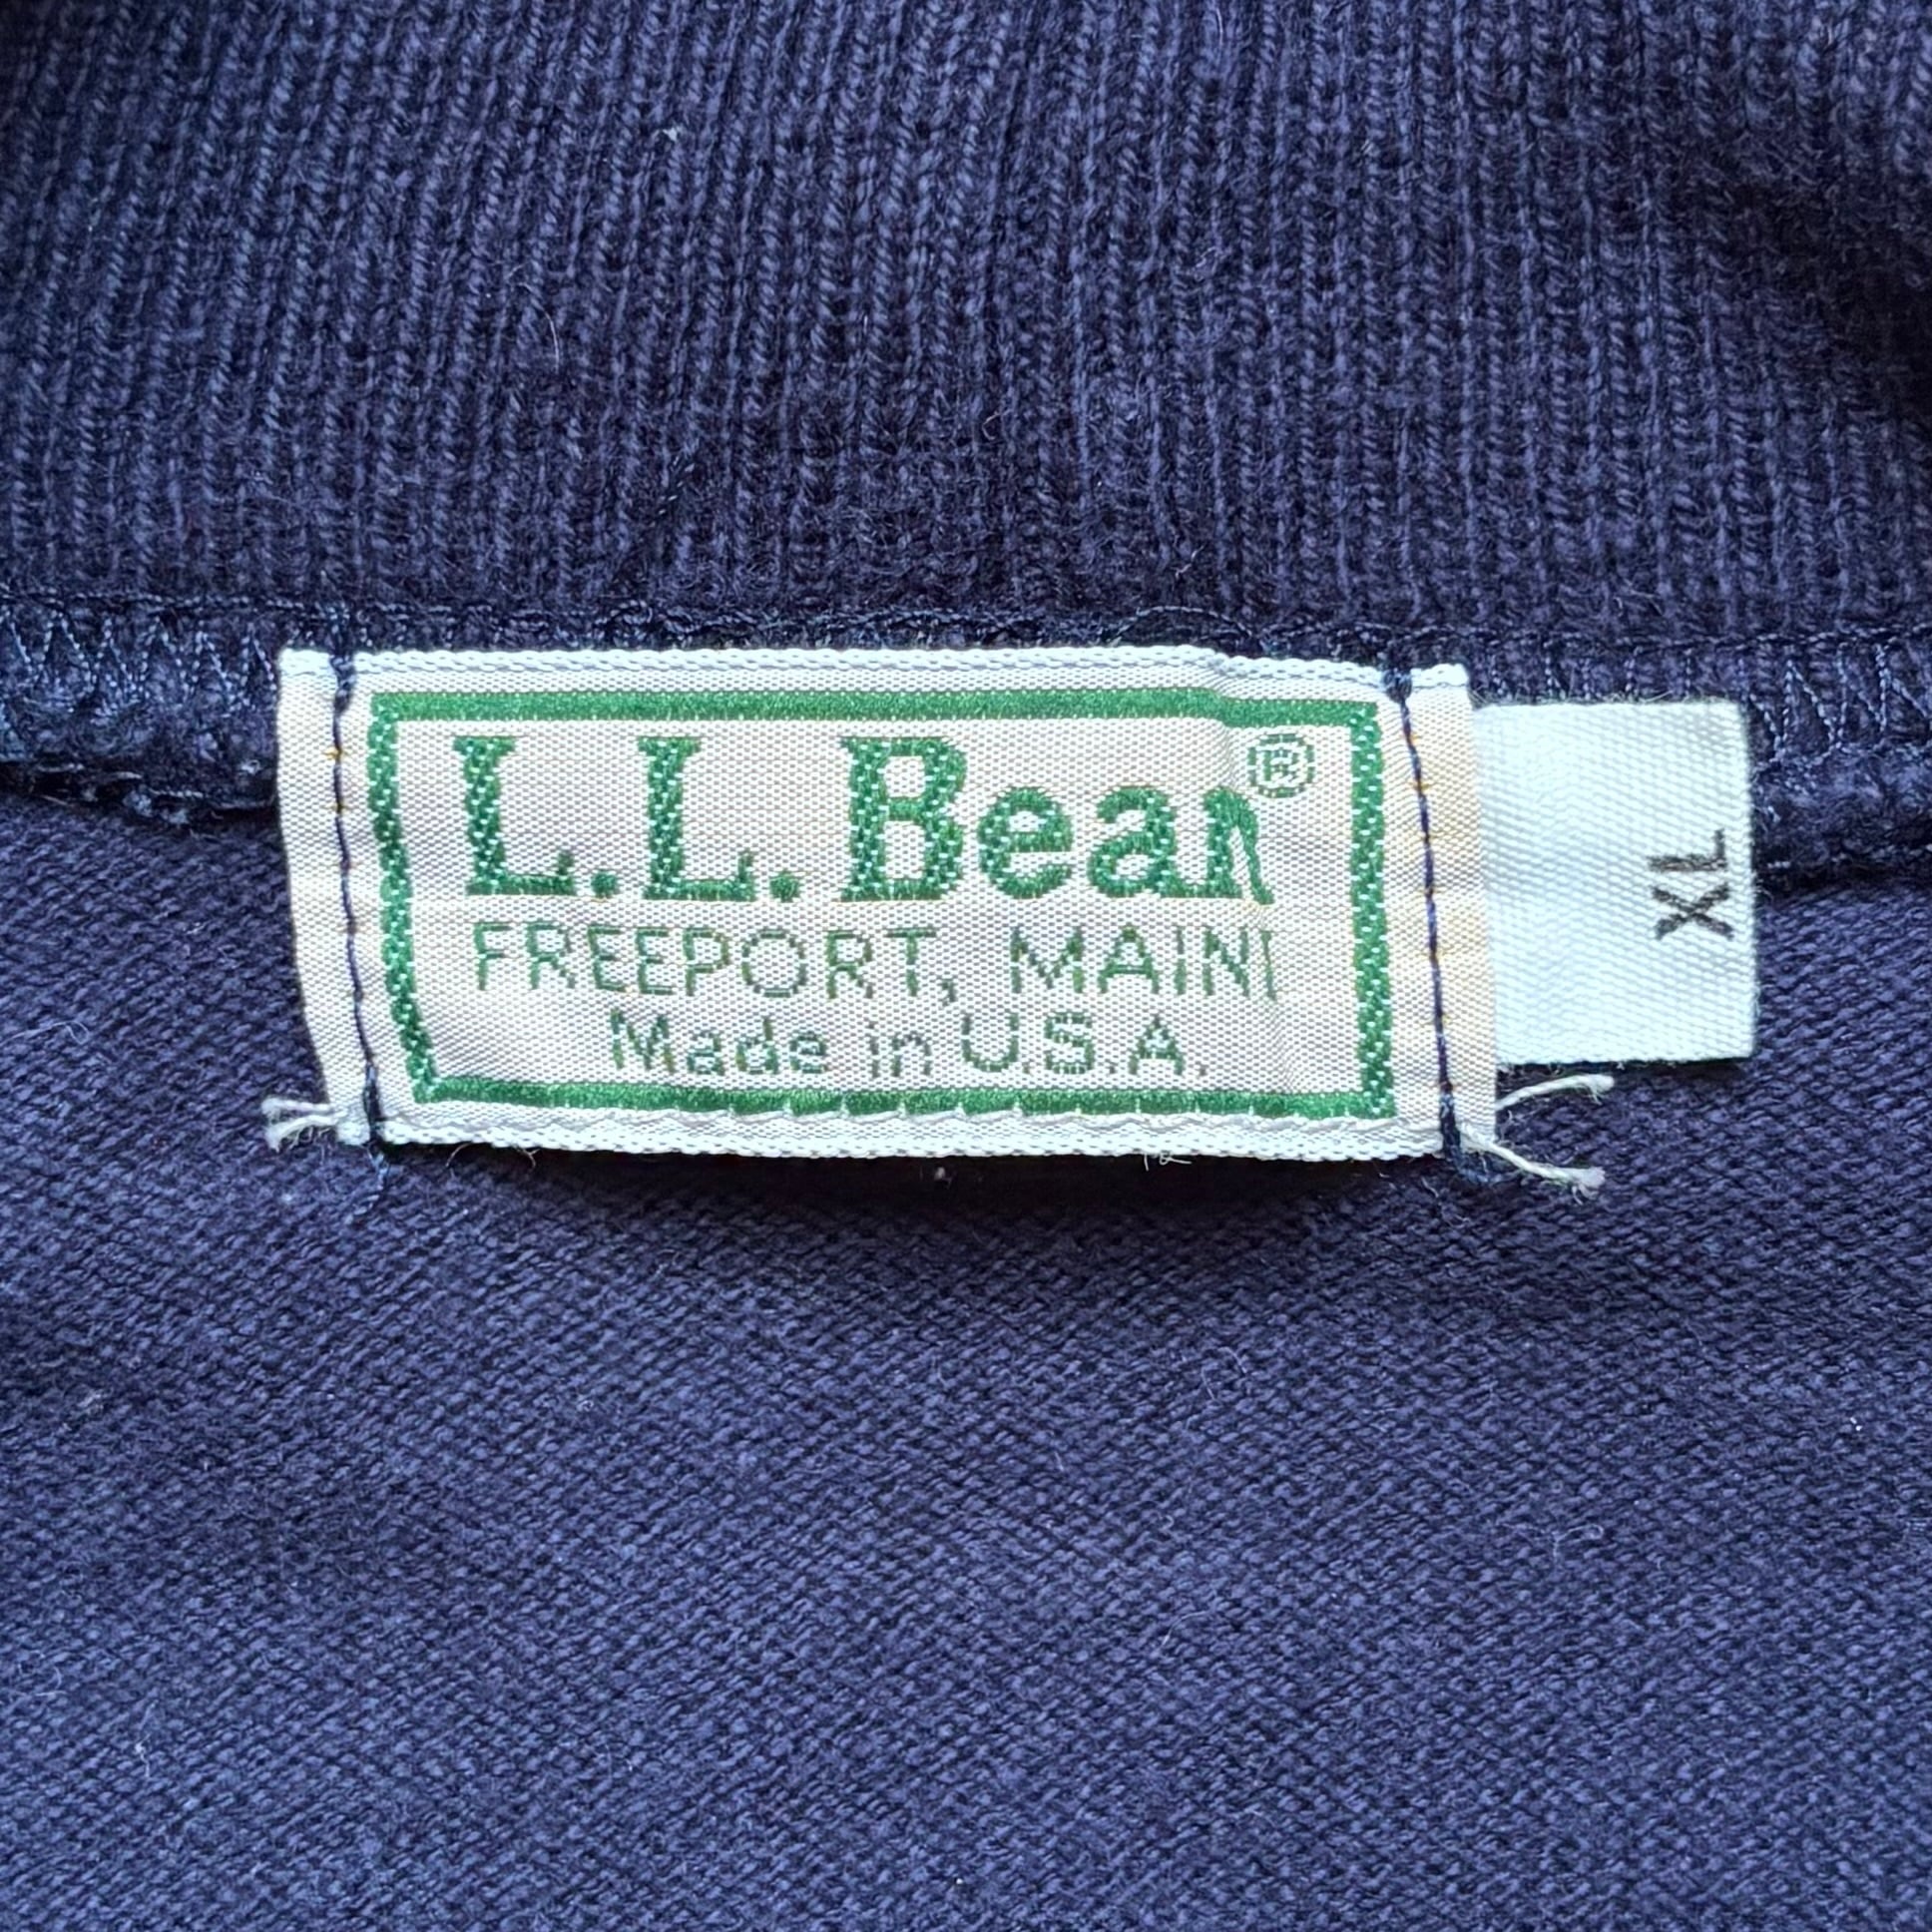 L.L.Bean®
FREEPORT, MAINE
Made in U.S.A.
XL